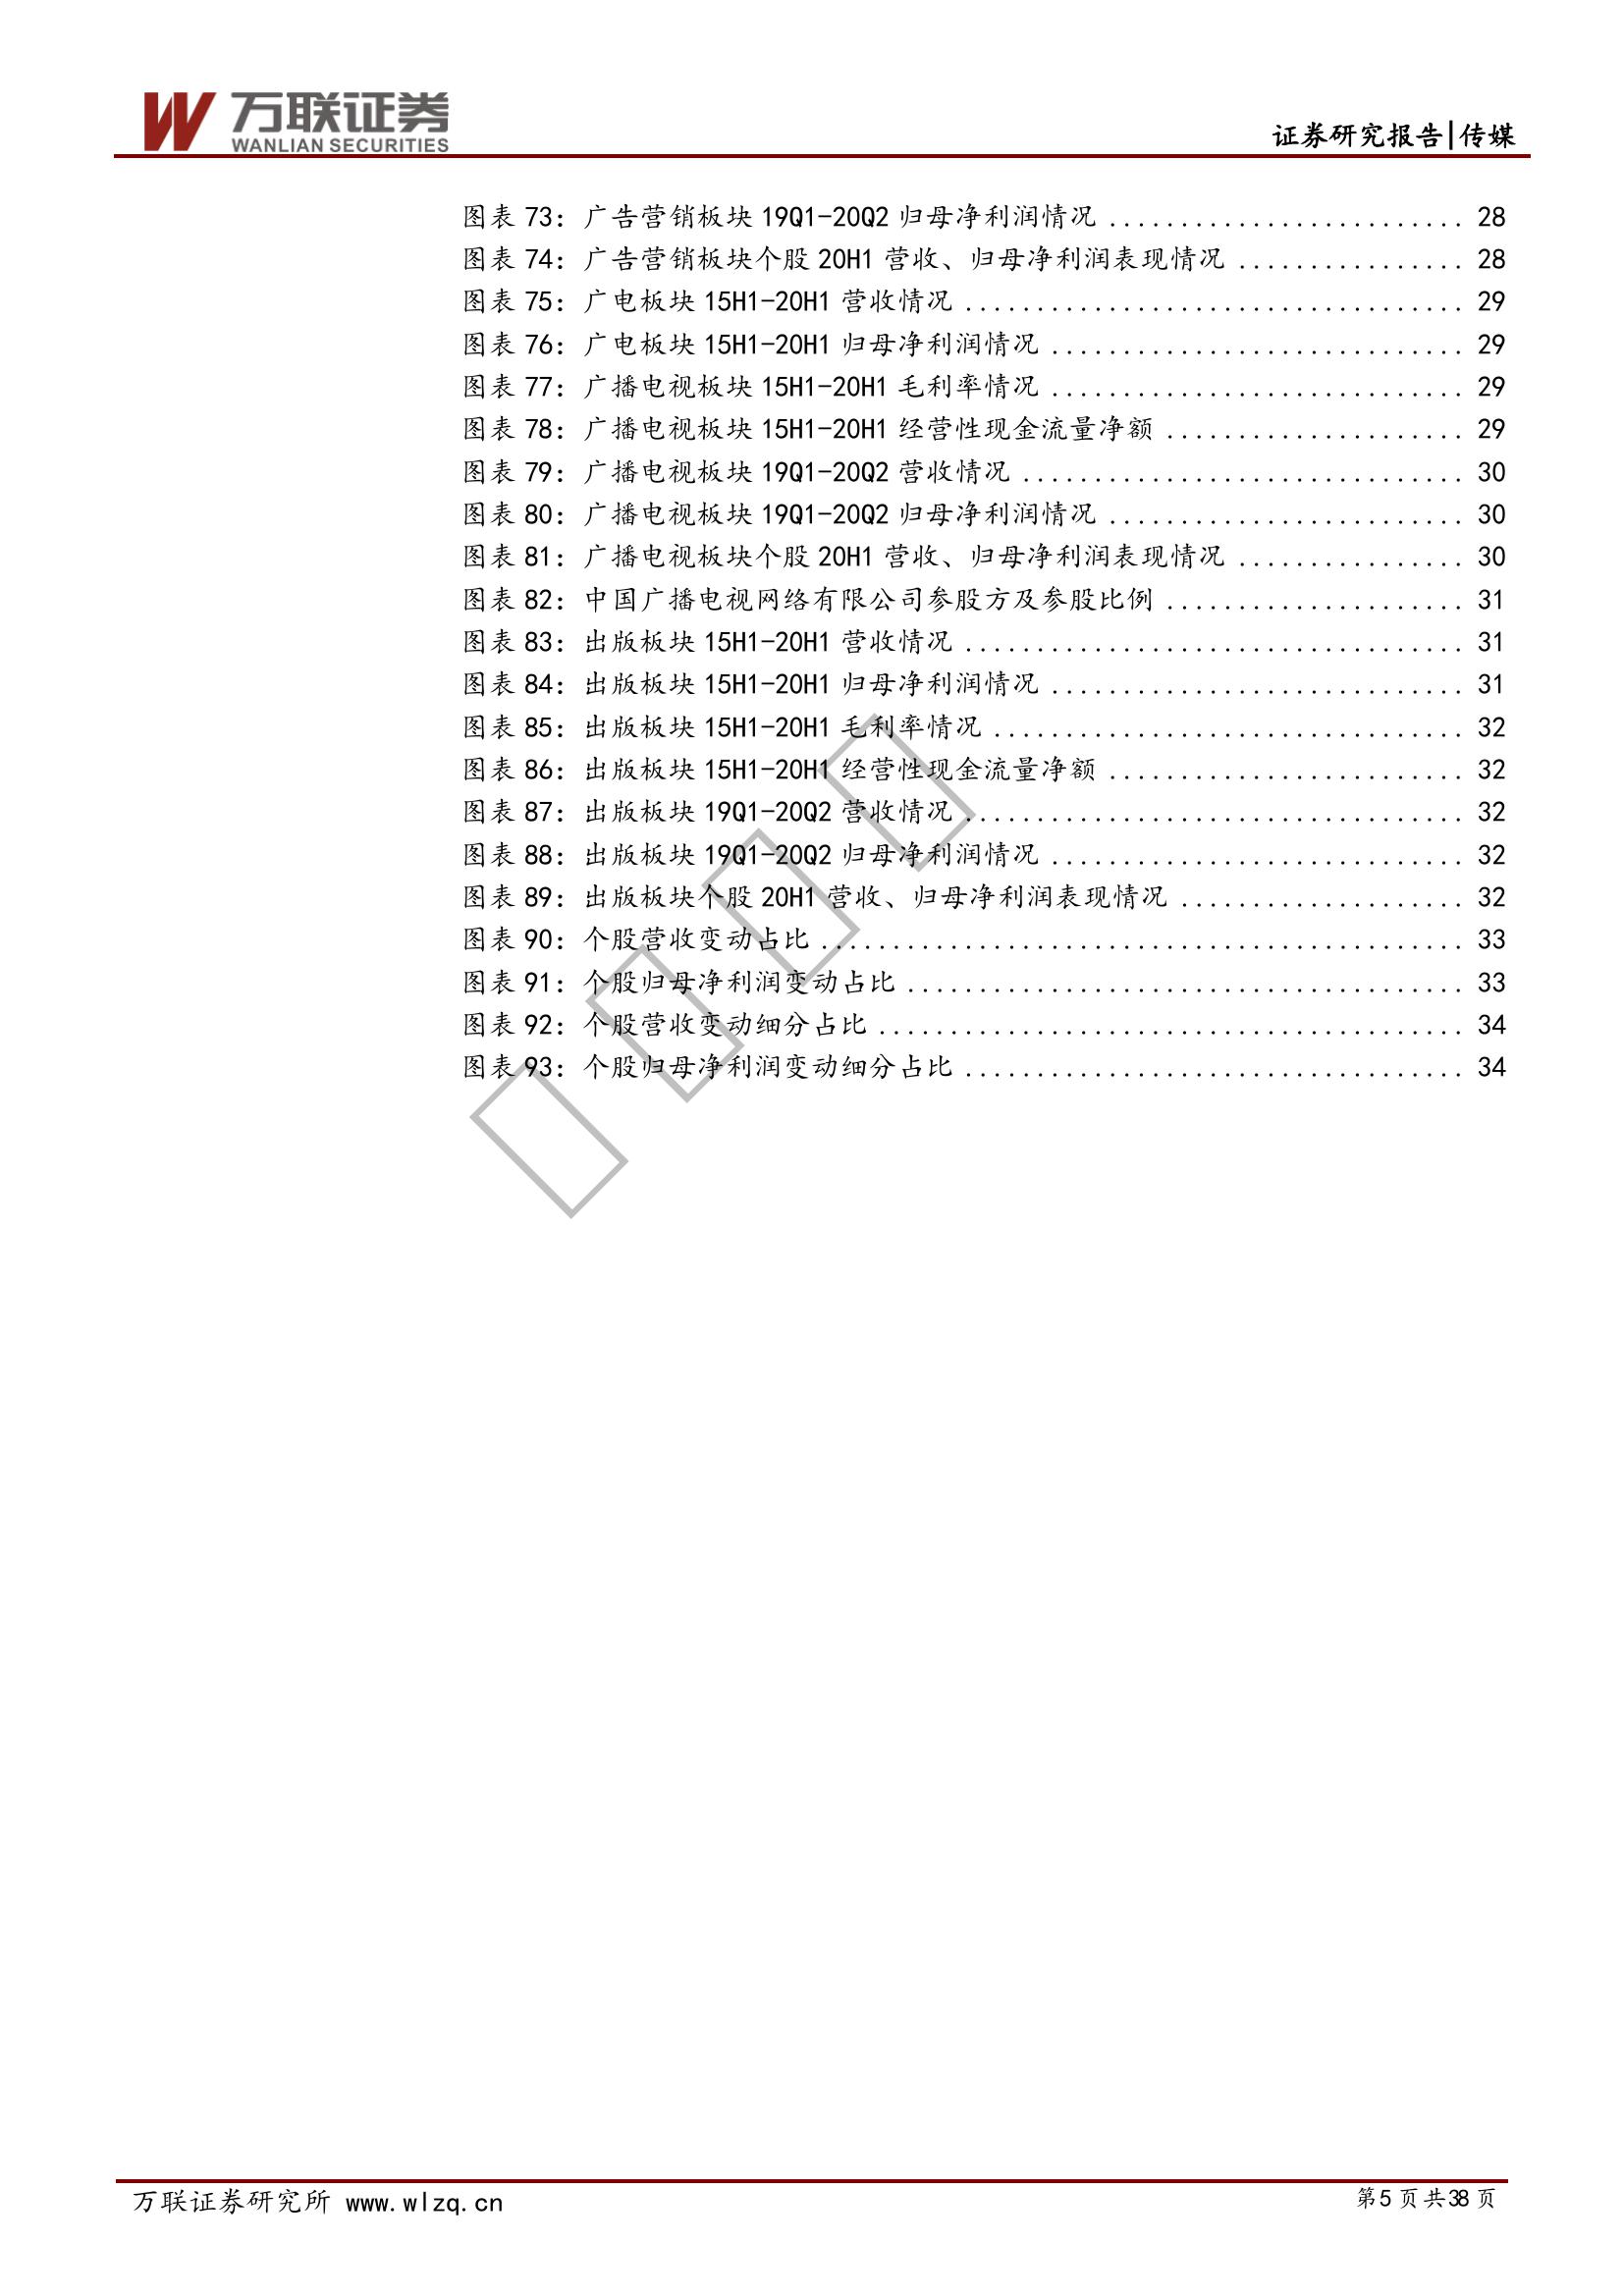 万联证券
WANLIAN SECURITIES
证券研究报告|传媒
图表 73：广告营销板块 19Q1-20Q2 归母净利润情况 ......................... 28
图表 74：广告营销板块个股 20H1 营收、归母净利润表现情况 ................ 28
图表 75：广电板块 15H1-20H1 营收情况 ................................... 29
图表 76：广电板块 15H1-20H1 归母净利润情况 ............................. 29
图表 77：广播电视板块 15H1-20H1 毛利率情况 ............................. 29
图表 78：广播电视板块 15H1-20H1 经营性现金流量净额 ..................... 29
图表 79：广播电视板块 19Q1-20Q2 营收情况 ............................... 30
图表 80：广播电视板块 19Q1-20Q2 归母净利润情况 ......................... 30
图表 81：广播电视板块个股 20H1 营收、归母净利润表现情况 ................ 30
图表 82：中国广播电视网络有限公司参股方及参股比例 ..................... 31
图表 83：出版板块 15H1-20H1 营收情况 ................................... 31
图表 84：出版板块 15H1-20H1 归母净利润情况 ............................. 31
图表 85：出版板块 15H1-20H1 毛利率情况 ................................. 32
图表 86：出版板块 15H1-20H1 经营性现金流量净额 ......................... 32
图表 87：出版板块 19Q1-20Q2 营收情况 ................................... 32
图表 88：出版板块 19Q1-20Q2 归母净利润情况 ............................. 32
图表 89：出版板块个股 20H1 营收、归母净利润表现情况 .................... 32
图表 90：个股营收变动占比 ............................................. 33
图表 91：个股归母净利润变动占比 ....................................... 33
图表 92：个股营收变动细分占比 ......................................... 34
图表 93：个股归母净利润变动细分占比 ................................... 34
万联证券研究所 www.wlzq.cn
第5 页 共38 页